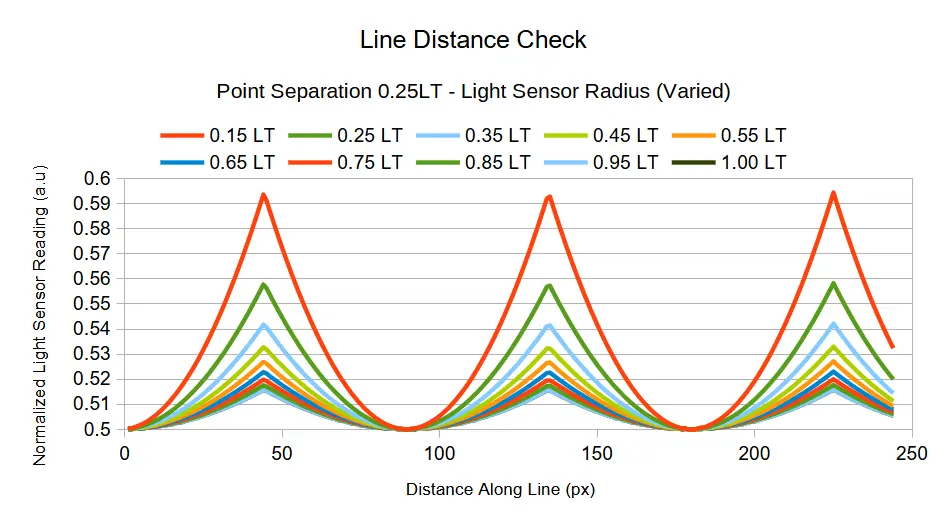 Line Distance Check
Point Separation 0.25LT - Light Sensor Radius (Varied)
0.15 LT 0.25 LT 0.35 LT 0.45 LT 0.55 LT
0.65 LT 0.75 LT 0.85 LT 0.95 LT 1.00 LT
Normalized Light Sensor Reading (a.u)
0.6
0.59
0.58
0.57
0.56
0.55
0.54
0.53
0.52
0.51
0.5
0 50 100 150 200 250
Distance Along Line (px)